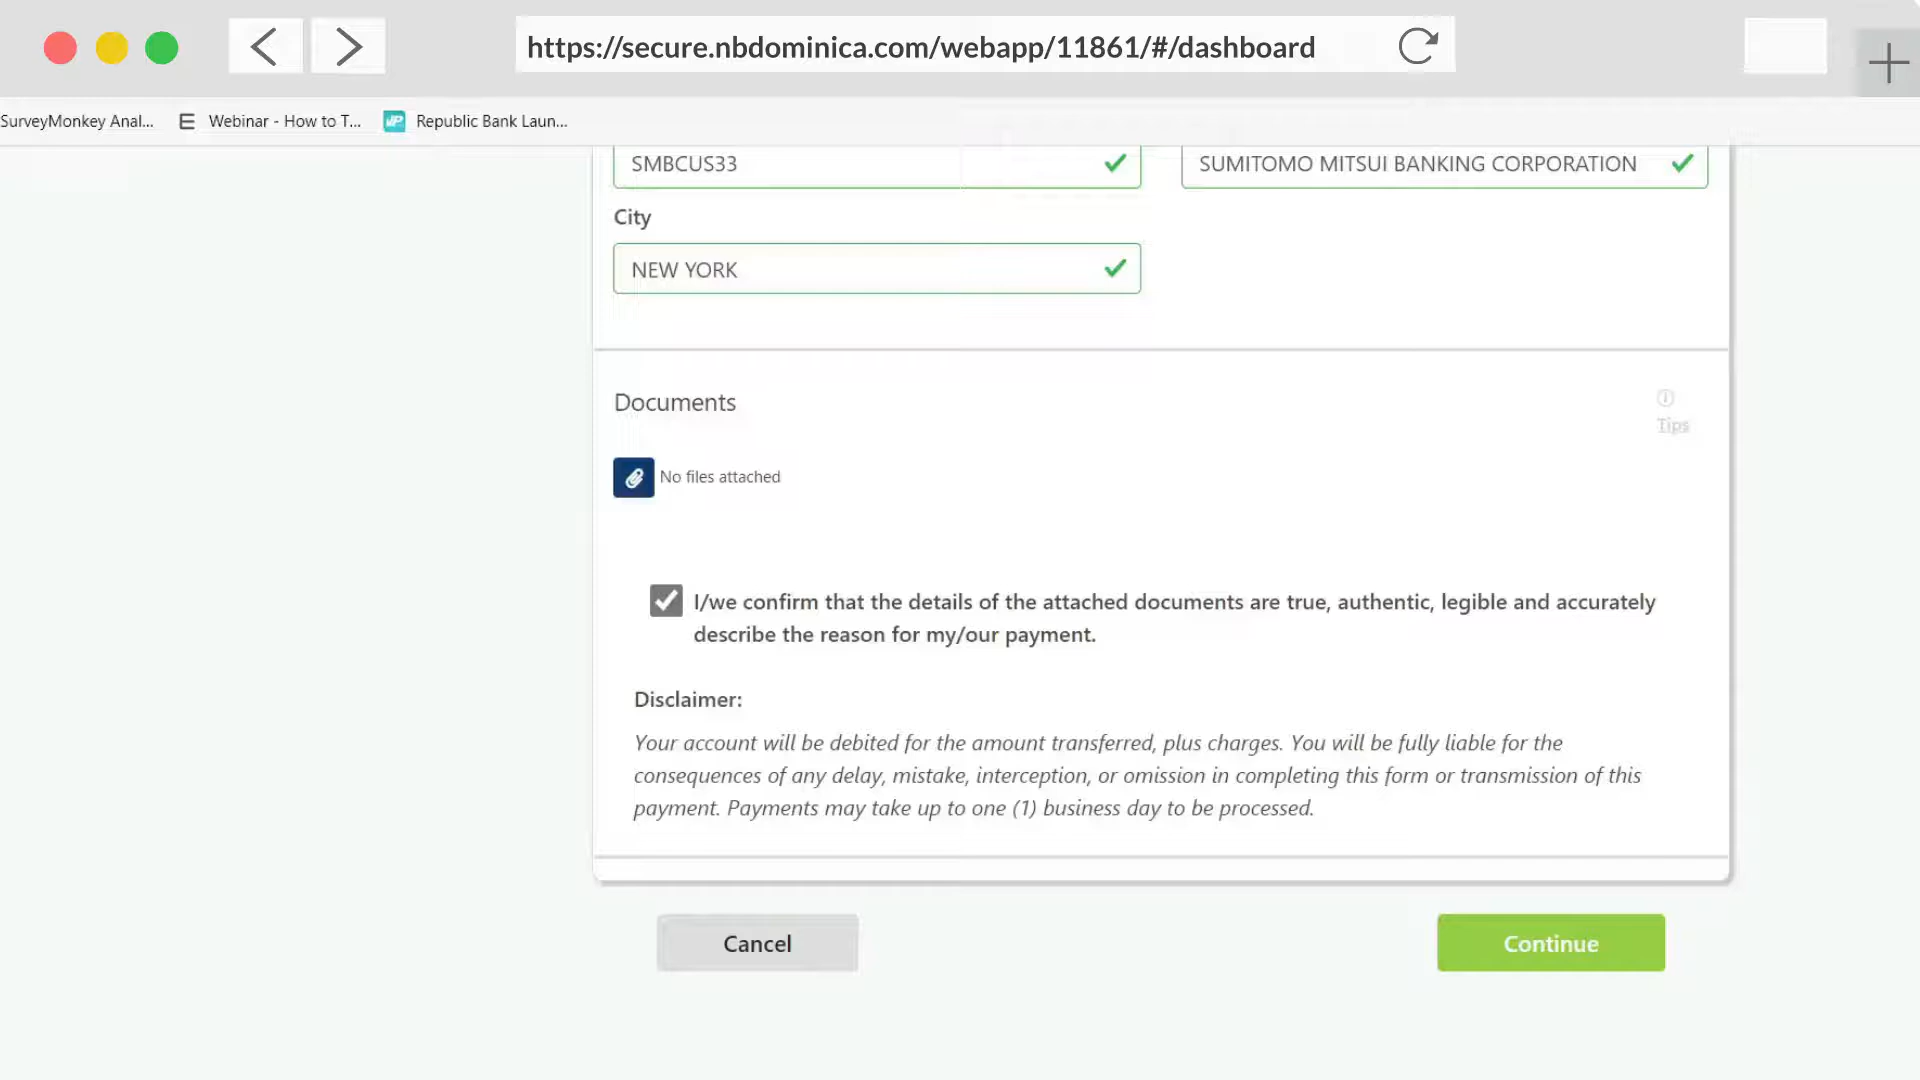 https://secure.nbdominica.com/webapp/11861/#/dashboard
SurveyMonkey Anal... Webinar - How to T... Republic Bank Laun...
SMBCUS33 SUMITOMO MITSUI BANKING CORPORATION
City
NEW YORK
Documents
Tips
No files attached
I/we confirm that the details of the attached documents are true, authentic, legible and accurately
describe the reason for my/our payment.
Disclaimer:
Your account will be debited for the amount transferred, plus charges. You will be fully liable for the
consequences of any delay, mistake, interception, or omission in completing this form or transmission of this
payment. Payments may take up to one (1) business day to be processed.
Cancel Continue